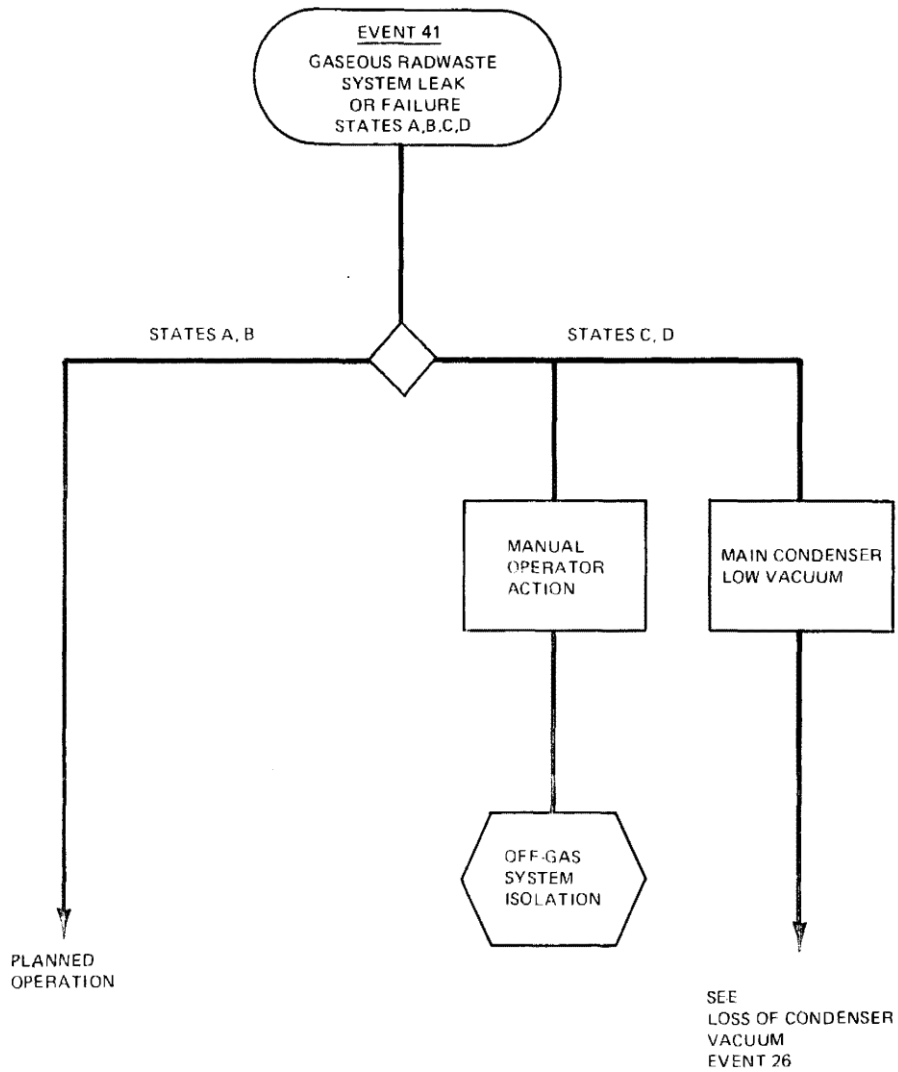 EVENT 41
GASEOUS RADWASTE
SYSTEM LEAK
OR FAILURE
STATES A,B,C,D
STATES A, B
STATES C, D
MANUAL
OPERATOR
ACTION
MAIN CONDENSER
LOW VACUUM
OFF-GAS
SYSTEM
ISOLATION
PLANNED
OPERATION
SEE
LOSS OF CONDENSER
VACUUM
EVENT 26